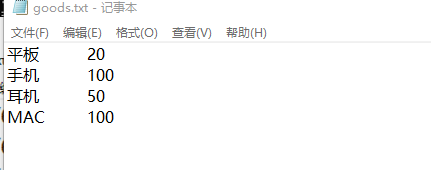 goods.txt - 记事本
文件(F) 编辑(E) 格式(O) 查看(V) 帮助(H)
平板 20
手机 100
耳机 50
MAC 100